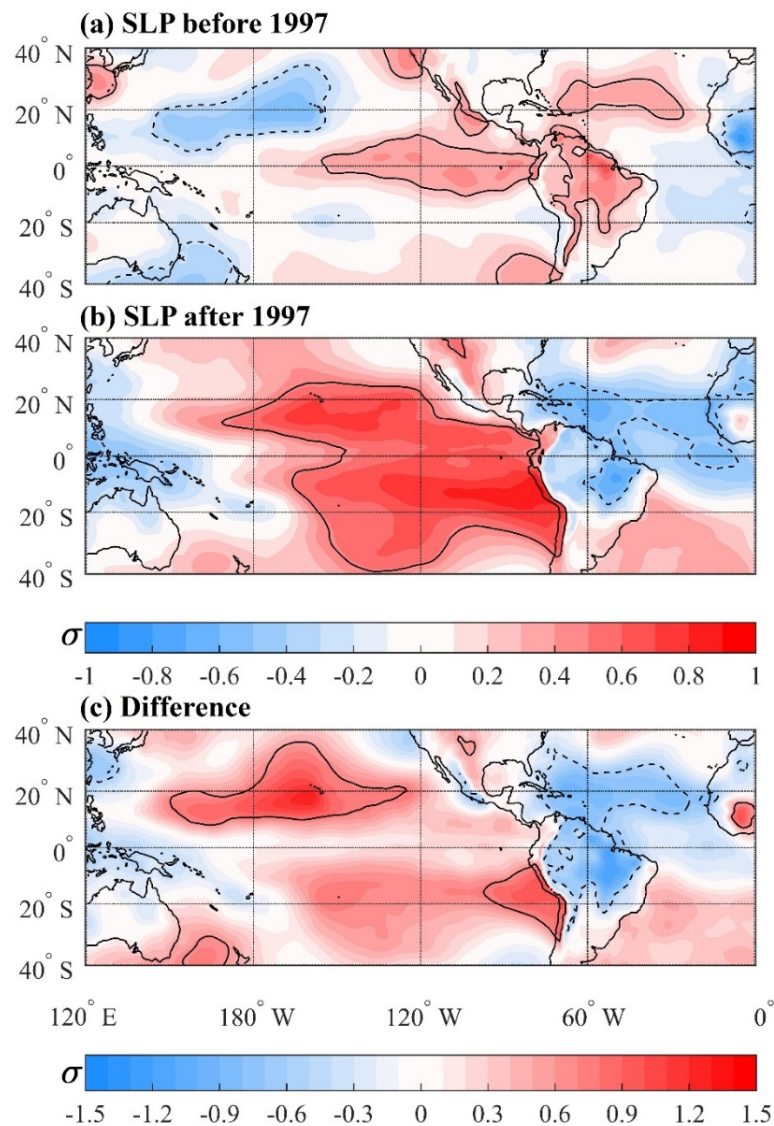 (a) SLP before 1997
40° N
20° N
0°
20° S
40° S
(b) SLP after 1997
40° N
20° N
0°
20° S
40° S
σ
-1 -0.8 -0.6 -0.4 -0.2 0 0.2 0.4 0.6 0.8 1
(c) Difference
40° N
20° N
0°
20° S
40° S
120° E 180° W 120° W 60° W 0°
σ
-1.5 -1.2 -0.9 -0.6 -0.3 0 0.3 0.6 0.9 1.2 1.5